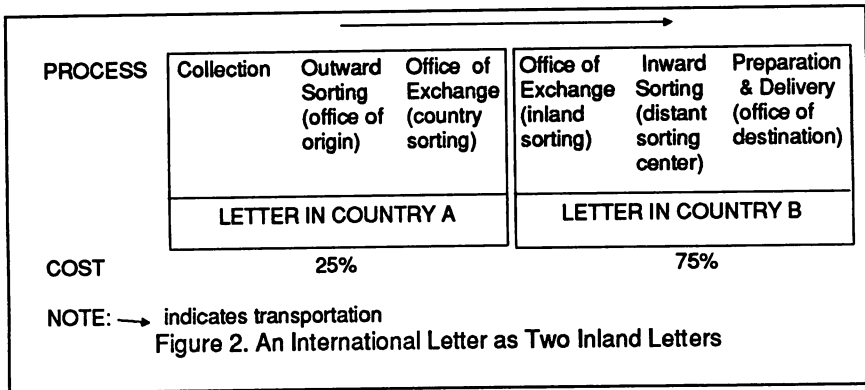 PROCESS
Collection
Outward
Sorting
(office of
origin)
Office of
Exchange
(country
sorting)
Office of
Exchange
(inland
sorting)
Inward
Sorting
(distant
sorting
center)
Preparation
& Delivery
(office of
destination)
LETTER IN COUNTRY A
LETTER IN COUNTRY B
COST
25%
75%
NOTE: → indicates transportation
Figure 2. An International Letter as Two Inland Letters